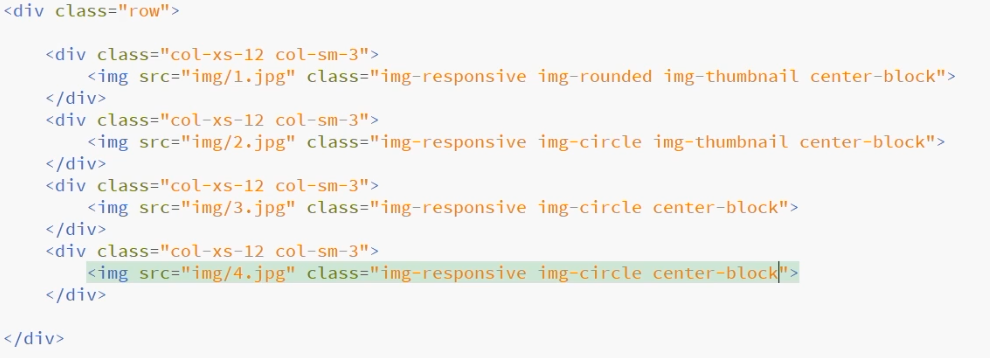 <div class="row">
<div class="col-xs-12 col-sm-3">
<img src="img/1.jpg" class="img-responsive img-rounded img-thumbnail center-block">
</div>
<div class="col-xs-12 col-sm-3">
<img src="img/2.jpg" class="img-responsive img-circle img-thumbnail center-block">
</div>
<div class="col-xs-12 col-sm-3">
<img src="img/3.jpg" class="img-responsive img-circle center-block">
</div>
<div class="col-xs-12 col-sm-3">
<img src="img/4.jpg" class="img-responsive img-circle center-block">
</div>
</div>